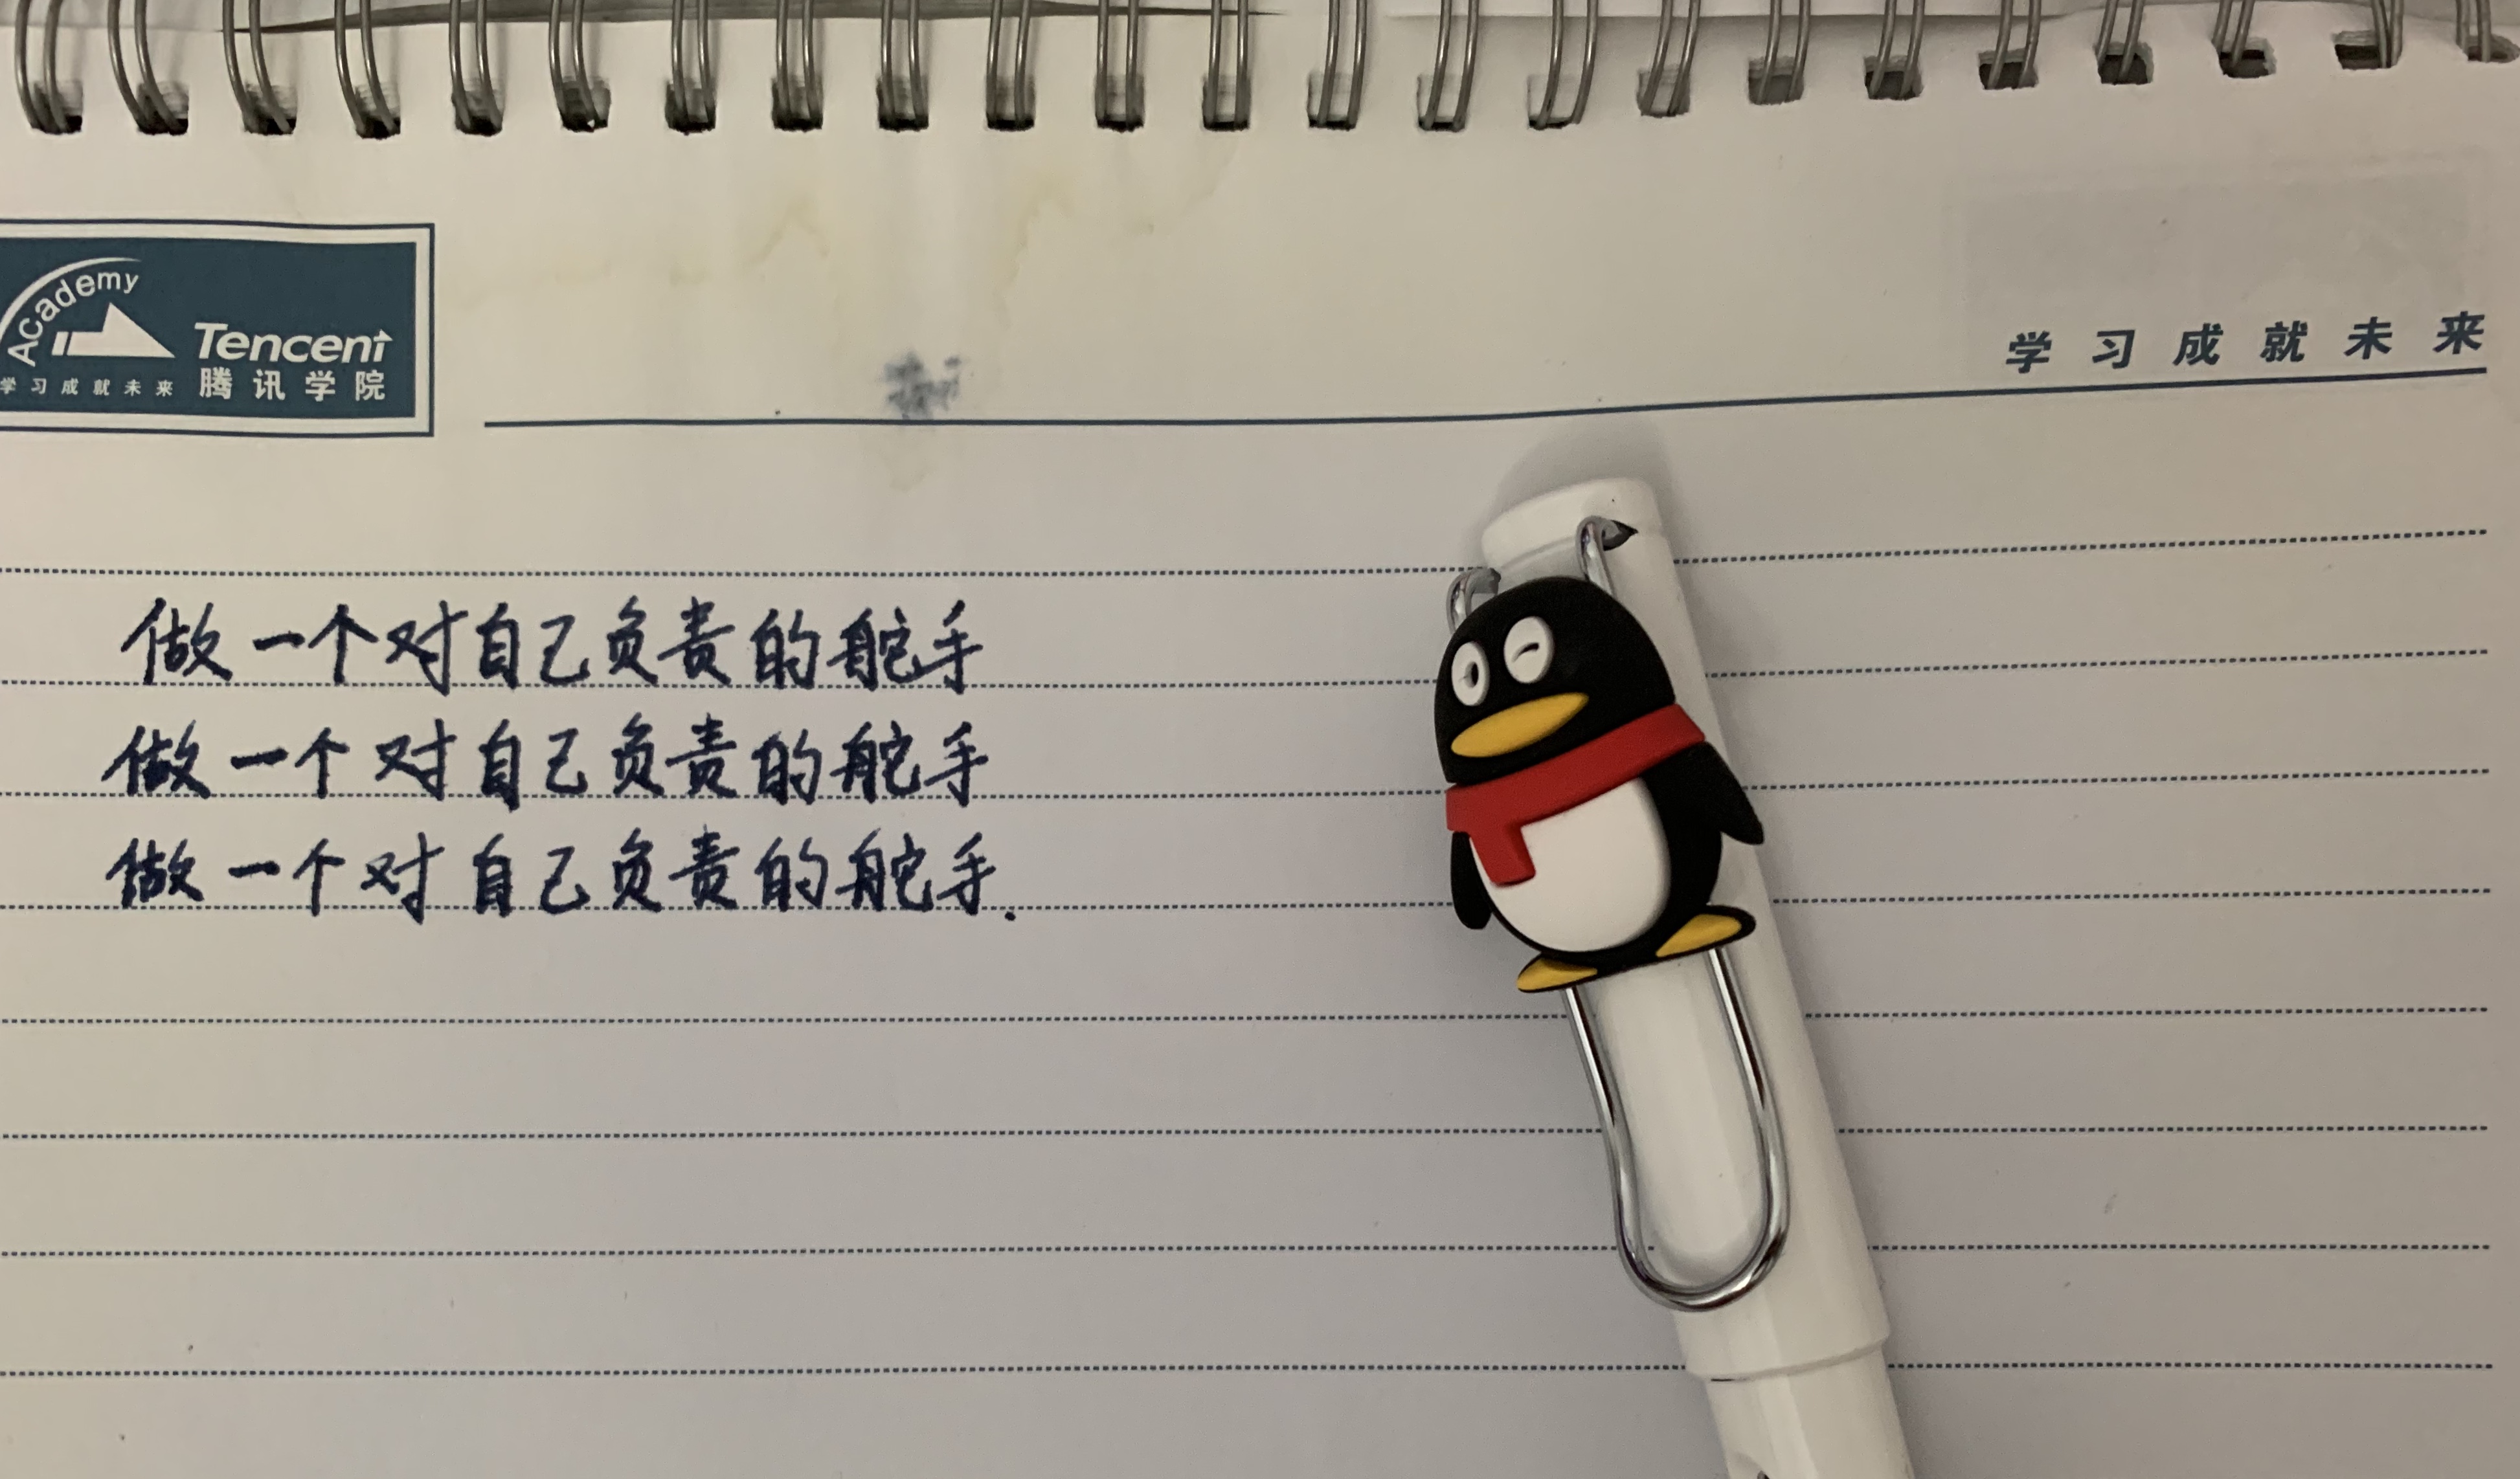 Academy
Tencent
学习成就未来 腾讯学院
学习成就未来
做一个对自己负责的舵手
做一个对自己负责的舵手
做一个对自己负责的舵手.